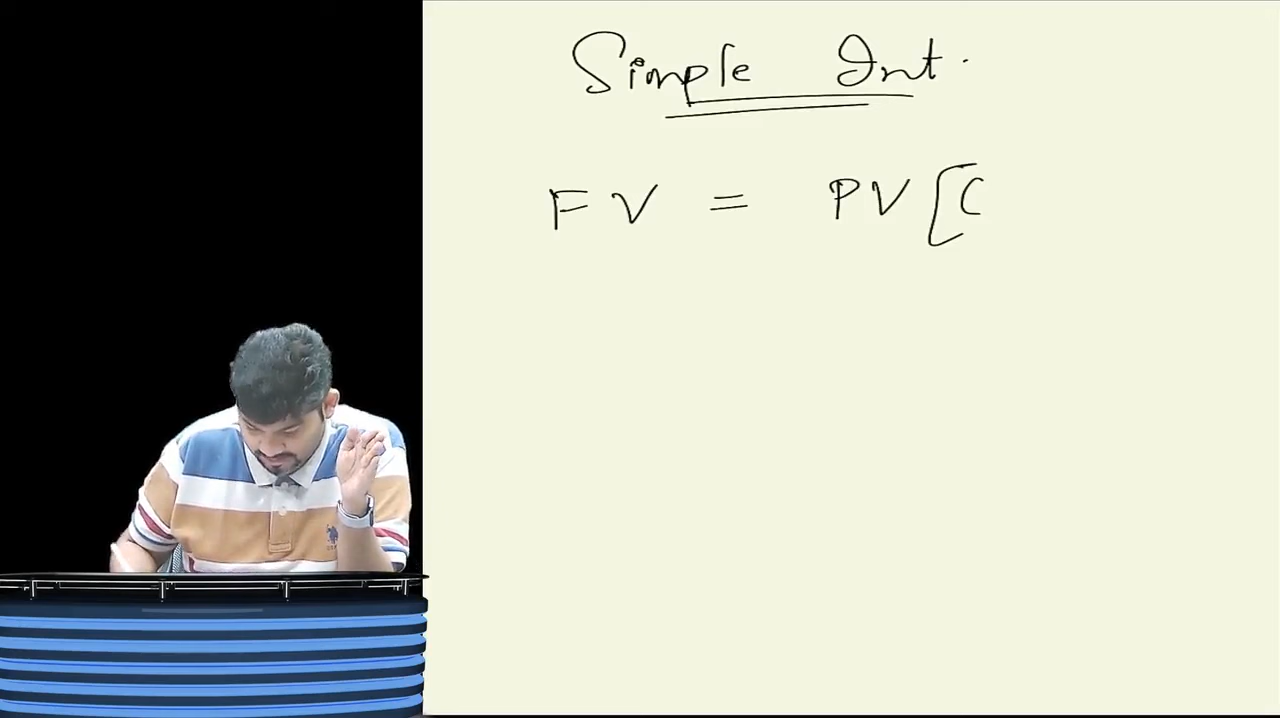 Simple Int.
FV = PV[(